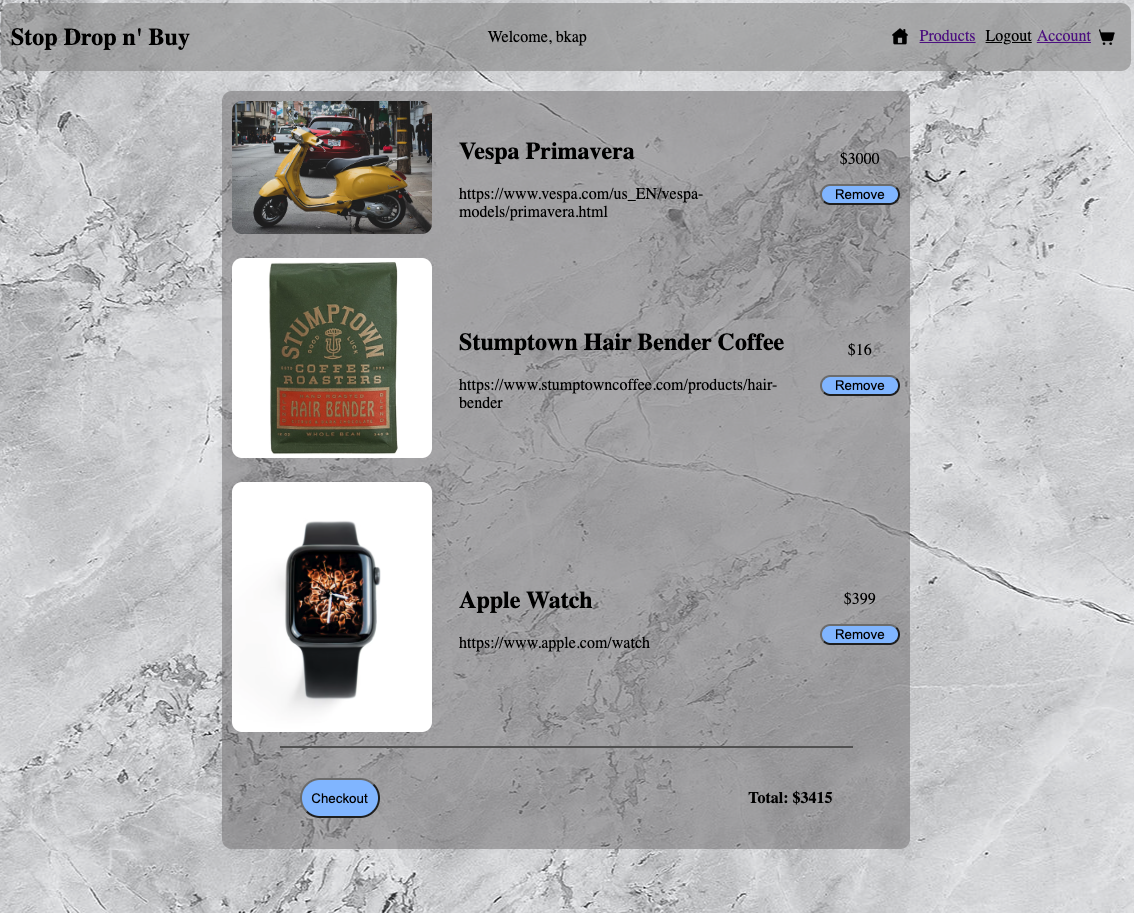 Stop Drop n' Buy
Welcome, bkap
Products Logout Account
Vespa Primavera
$3000
https://www.vespa.com/us_EN/vespa-
models/primavera.html
Remove
STUMPTOWN
GOOD LUCK
COFFEE
ROASTERS
HAIR BENDER
WHOLE BEAN
Stumptown Hair Bender Coffee
$16
https://www.stumptowncoffee.com/products/hair-
bender
Remove
Apple Watch
$399
https://www.apple.com/watch
Remove
Checkout
Total: $3415